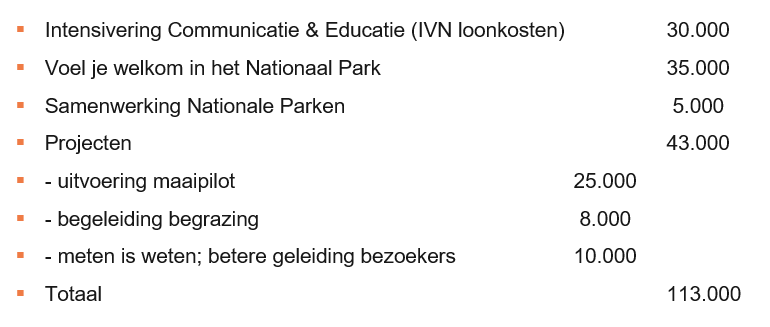 ▪ Intensivering Communicatie & Educatie (IVN loonkosten) 30.000
▪ Voel je welkom in het Nationaal Park 35.000
▪ Samenwerking Nationale Parken 5.000
▪ Projecten 43.000
▪ - uitvoering maaipilot 25.000
▪ - begeleiding begrazing 8.000
▪ - meten is weten; betere geleiding bezoekers 10.000
▪ Totaal 113.000